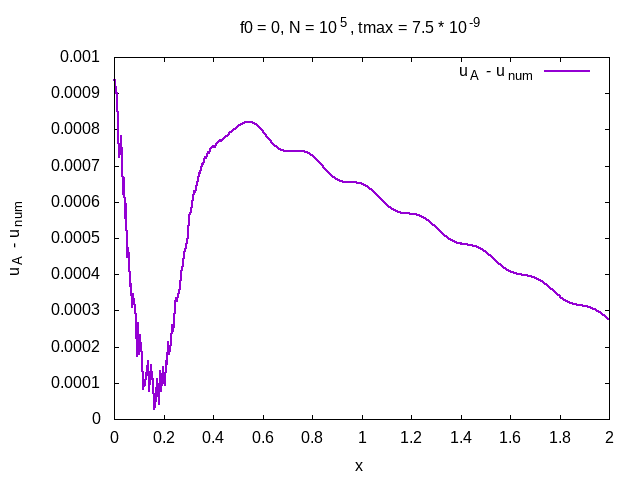 f0 = 0, N = 10^5, tmax = 7.5 * 10^-9
u_A - u_num
0.001
0.0009
0.0008
0.0007
0.0006
0.0005
0.0004
0.0003
0.0002
0.0001
0
u_A - u_num
0 0.2 0.4 0.6 0.8 1 1.2 1.4 1.6 1.8 2
x